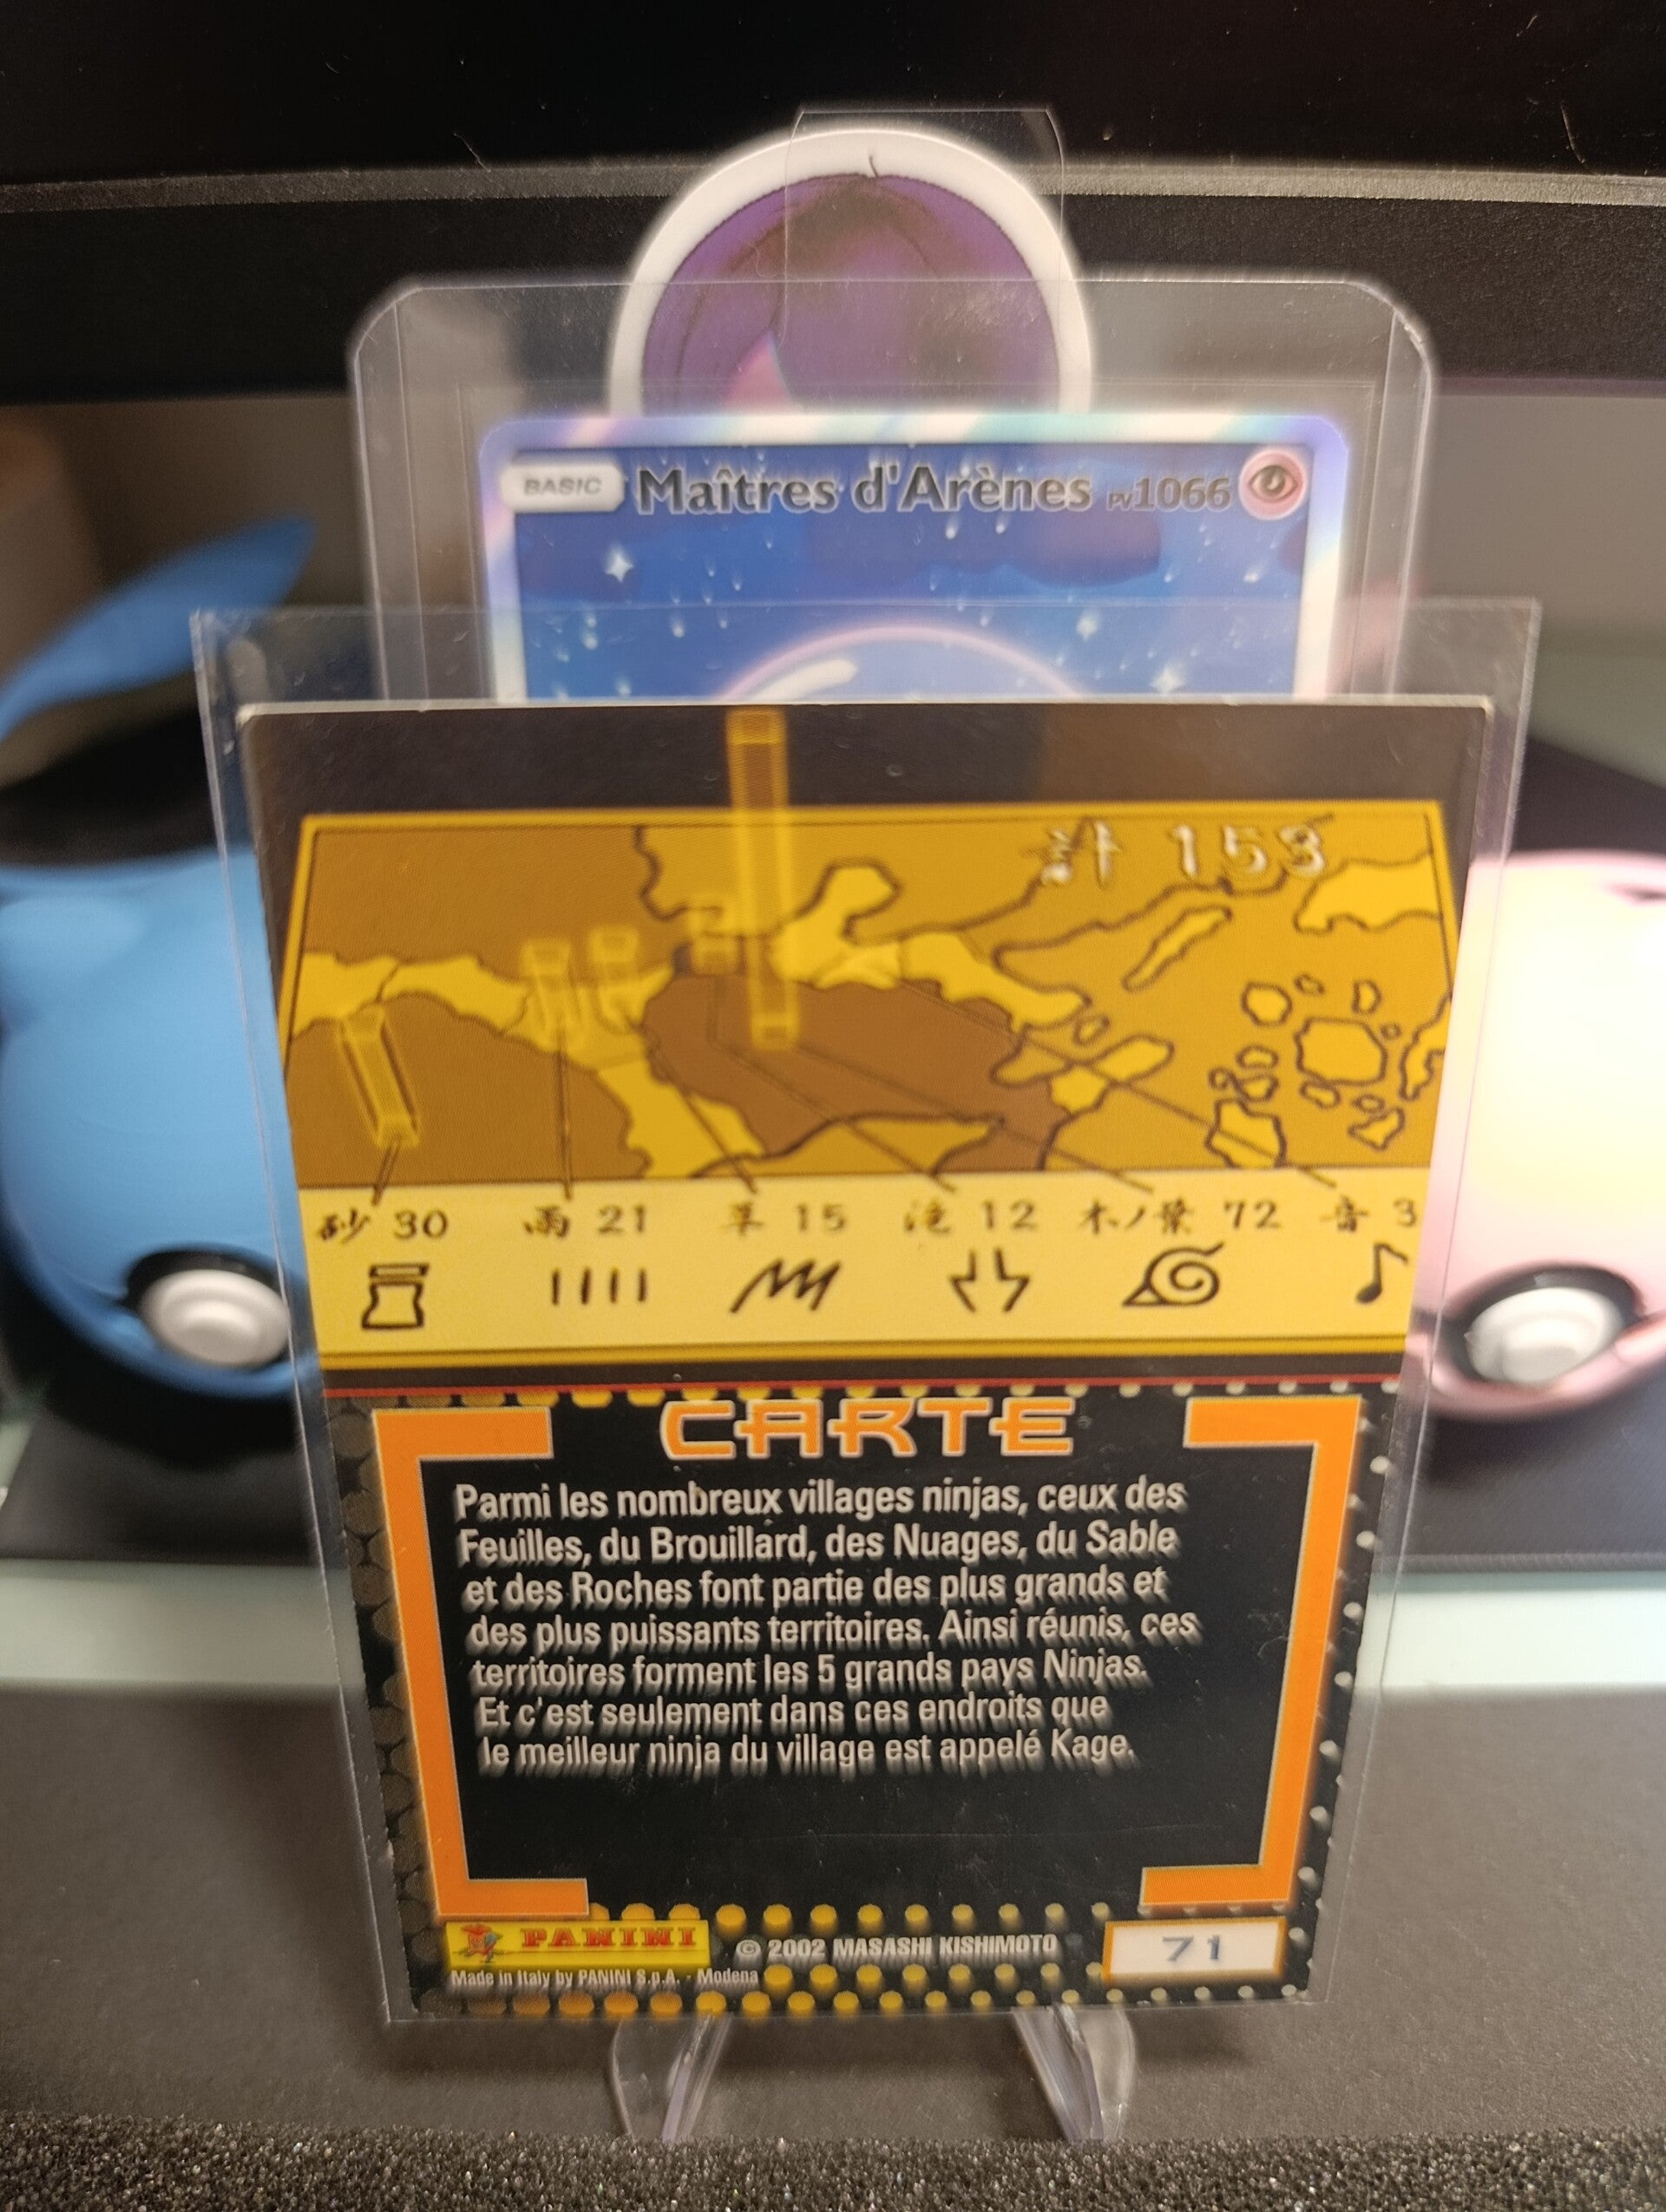 BASIC Maîtres d'Arènes PV1066
計 153
砂 30 雨 21 草 15 滝 12 木ノ葉 72 音 3
CARTE
Parmi les nombreux villages ninjas, ceux des
Feuilles, du Brouillard, des Nuages, du Sable
et des Roches font partie des plus grands et
des plus puissants territoires. Ainsi réunis, ces
territoires forment les 5 grands pays Ninjas.
Et c'est seulement dans ces endroits que
le meilleur ninja du village est appelé Kage.
PANINI © 2002 MASASHI KISHIMOTO 71
Made in Italy by PANINI S.p.A. - Modena